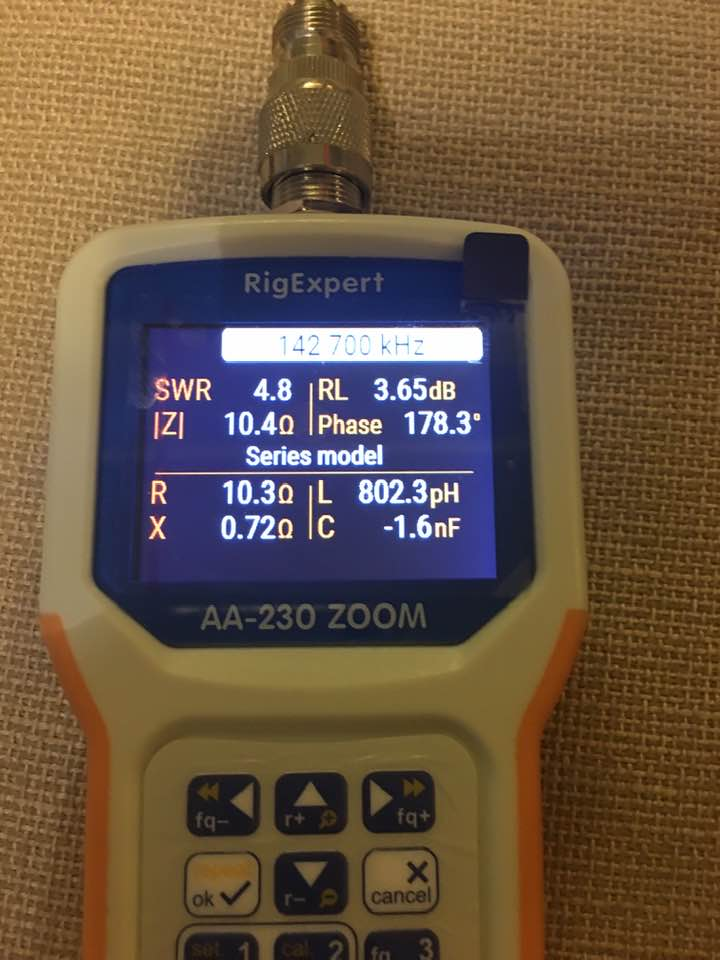 RigExpert
142 700 kHz
SWR 4.8 RL 3.65dB
|Z| 10.4Ω Phase 178.3°
Series model
R 10.3Ω L 802.3pH
X 0.72Ω C -1.6nF
AA-230 ZOOM
fq- r+ fq+
ok r- cancel
set 1 cal 2 fq 3